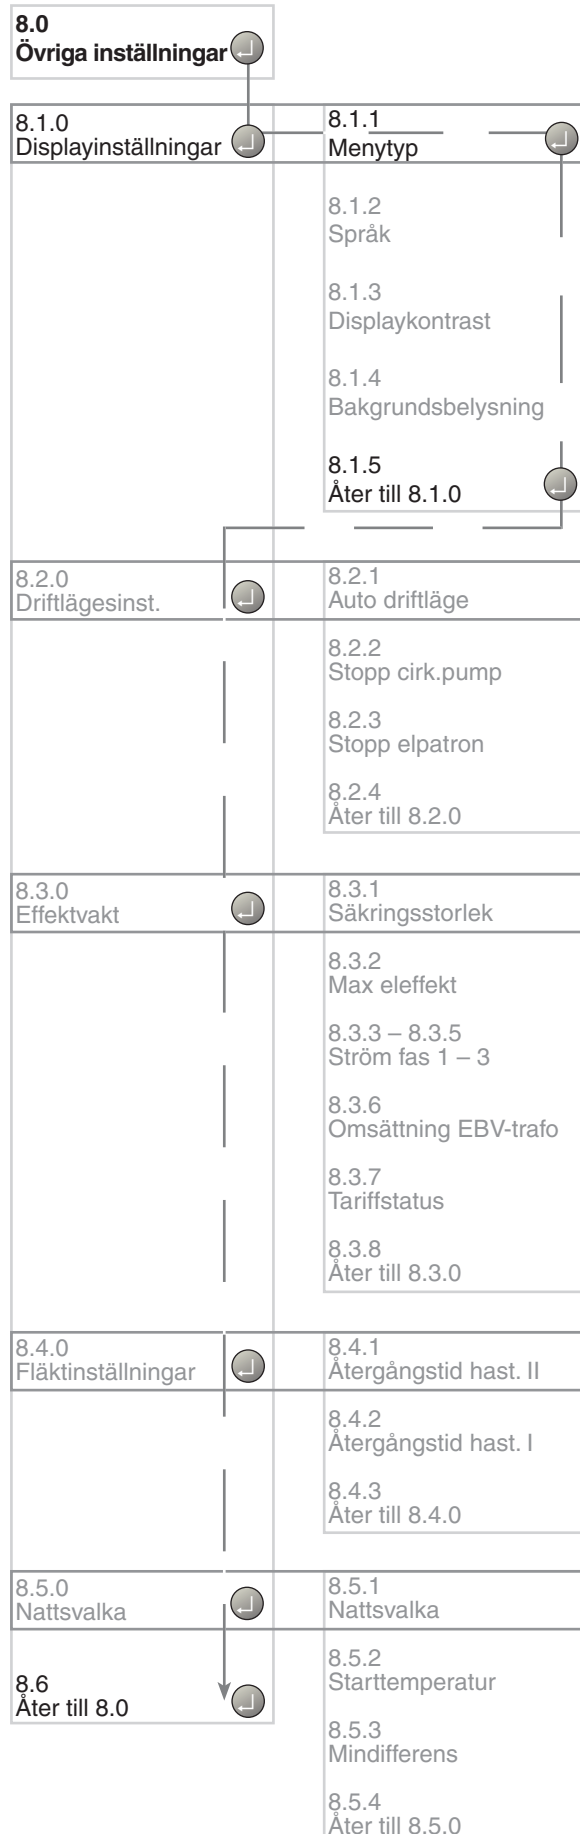 8.0
Övriga inställningar
8.1.0
Displayinställningar
8.1.1
Menytyp
8.1.2
Språk
8.1.3
Displaykontrast
8.1.4
Bakgrundsbelysning
8.1.5
Åter till 8.1.0
8.2.0
Driftlägesinst.
8.2.1
Auto driftläge
8.2.2
Stopp cirk.pump
8.2.3
Stopp elpatron
8.2.4
Åter till 8.2.0
8.3.0
Effektvakt
8.3.1
Säkringsstorlek
8.3.2
Max eleffekt
8.3.3 – 8.3.5
Ström fas 1 – 3
8.3.6
Omsättning EBV-trafo
8.3.7
Tariffstatus
8.3.8
Åter till 8.3.0
8.4.0
Fläktinställningar
8.4.1
Återgångstid hast. II
8.4.2
Återgångstid hast. I
8.4.3
Åter till 8.4.0
8.5.0
Nattsvalka
8.5.1
Nattsvalka
8.5.2
Starttemperatur
8.5.3
Mindifferens
8.5.4
Åter till 8.5.0
8.6
Åter till 8.0